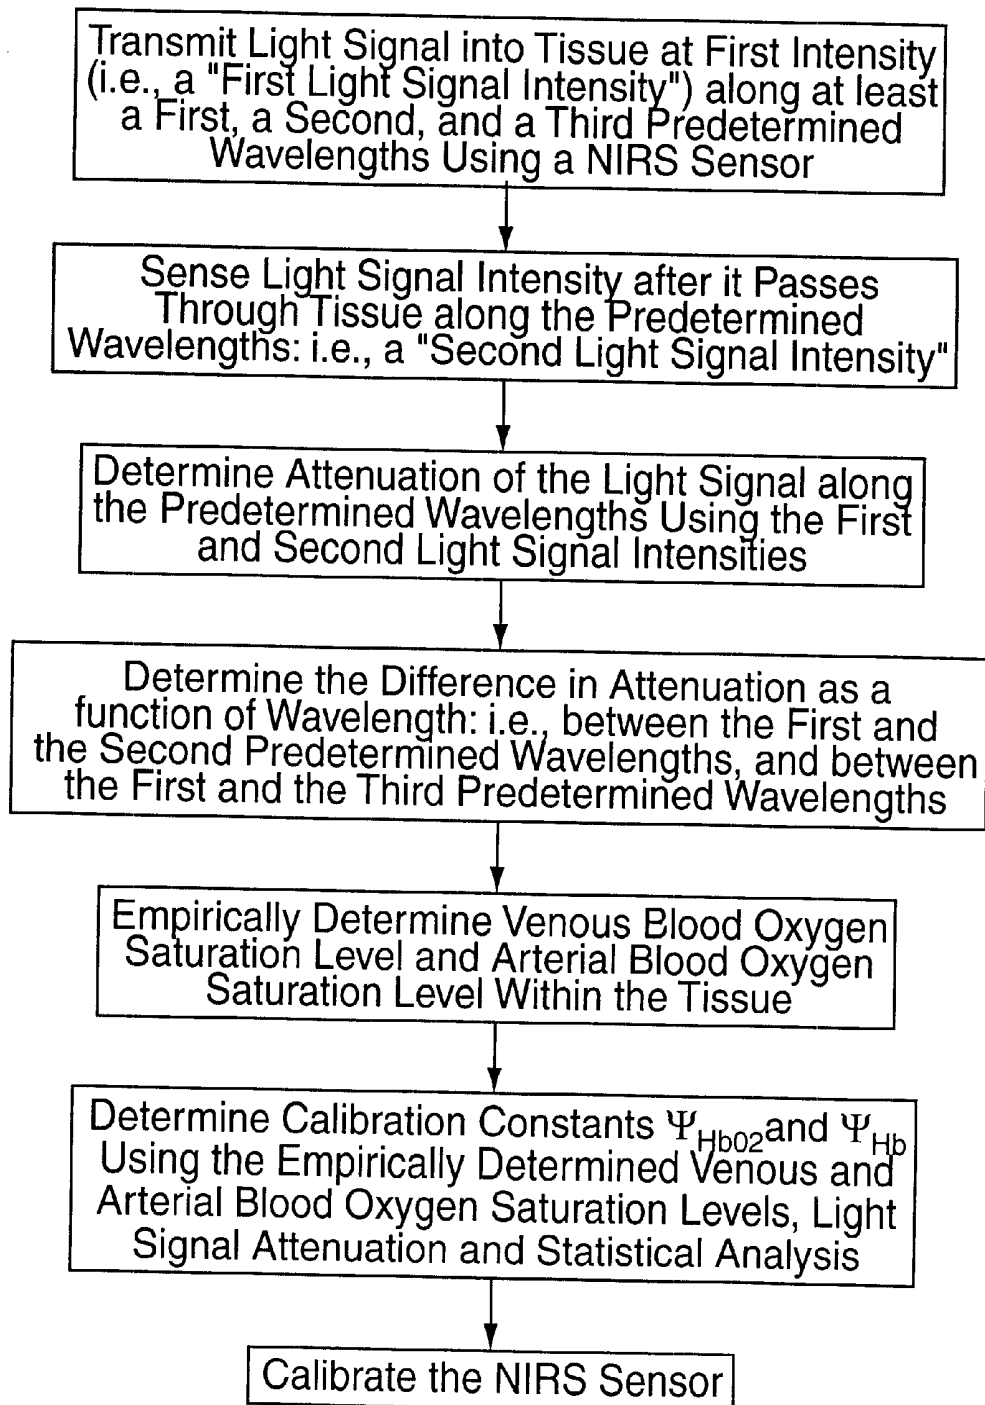 Transmit Light Signal into Tissue at First Intensity
(i.e., a "First Light Signal Intensity") along at least
a First, a Second, and a Third Predetermined
Wavelengths Using a NIRS Sensor
Sense Light Signal Intensity after it Passes
Through Tissue along the Predetermined
Wavelengths: i.e., a "Second Light Signal Intensity"
Determine Attenuation of the Light Signal along
the Predetermined Wavelengths Using the First
and Second Light Signal Intensities
Determine the Difference in Attenuation as a
function of Wavelength: i.e., between the First and
the Second Predetermined Wavelengths, and between
the First and the Third Predetermined Wavelengths
Empirically Determine Venous Blood Oxygen
Saturation Level and Arterial Blood Oxygen
Saturation Level Within the Tissue
Determine Calibration Constants ΨHb02 and ΨHb
Using the Empirically Determined Venous and
Arterial Blood Oxygen Saturation Levels, Light
Signal Attenuation and Statistical Analysis
Calibrate the NIRS Sensor